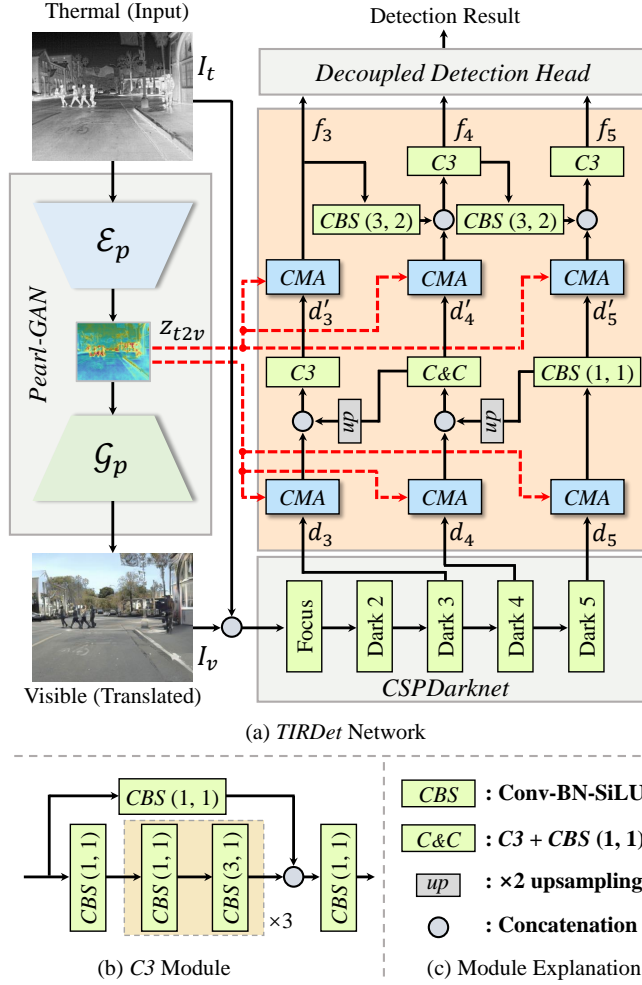 Thermal (Input)
Detection Result
I_t
Decoupled Detection Head
f_3
f_4
f_5
C3
C3
CBS (3, 2)
CBS (3, 2)
Pearl-GAN
ℰ_p
CMA
CMA
CMA
z_{t2v}
d′_3
d′_4
d′_5
C3
C&C
CBS (1, 1)
up
up
𝒢_p
CMA
CMA
CMA
d_3
d_4
d_5
Focus
Dark 2
Dark 3
Dark 4
Dark 5
I_v
CSPDarknet
Visible (Translated)
(a) TIRDet Network
CBS (1, 1)
CBS (1, 1)
CBS (1, 1)
CBS (3, 1)
CBS (1, 1)
×3
(b) C3 Module
CBS : Conv-BN-SiLU
C&C : C3 + CBS (1, 1)
up : ×2 upsampling
: Concatenation
(c) Module Explanation